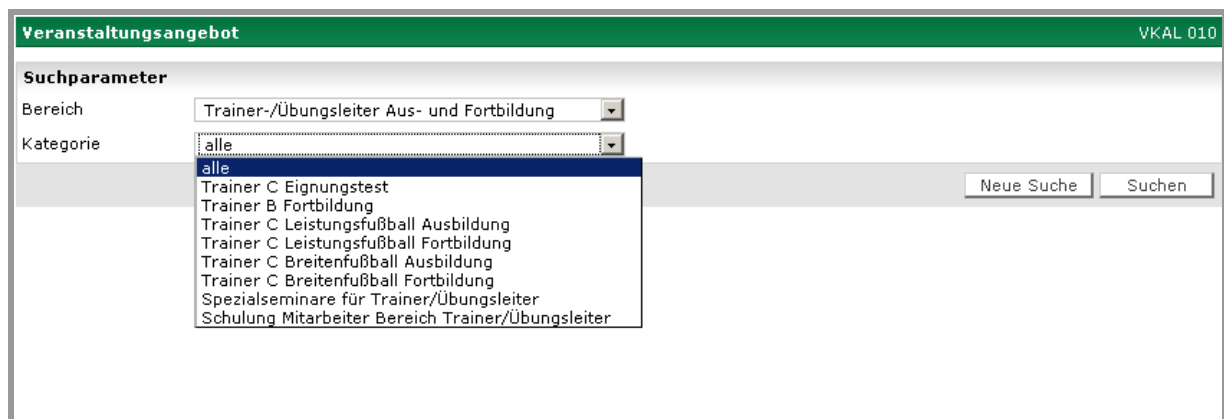 Veranstaltungsangebot VKAL 010
Suchparameter
Bereich Trainer-/Übungsleiter Aus- und Fortbildung
Kategorie alle
alle
Trainer C Eignungstest
Neue Suche Suchen
Trainer B Fortbildung
Trainer C Leistungsfußball Ausbildung
Trainer C Leistungsfußball Fortbildung
Trainer C Breitenfußball Ausbildung
Trainer C Breitenfußball Fortbildung
Spezialseminare für Trainer/Übungsleiter
Schulung Mitarbeiter Bereich Trainer/Übungsleiter